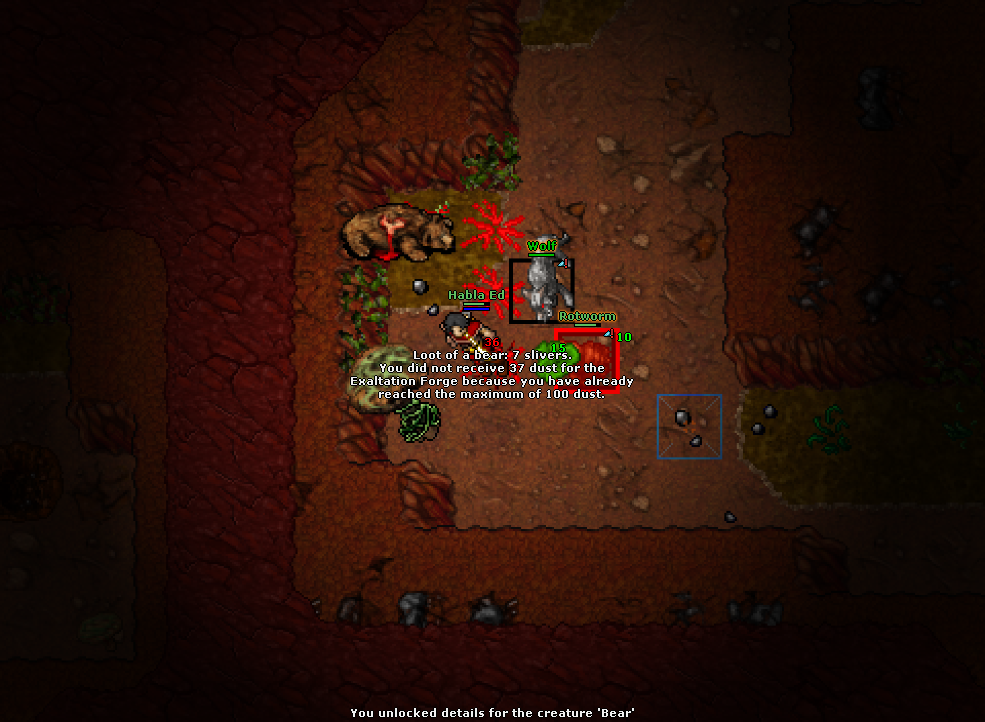 Wolf
Habla Ed
Rotworm
10
15
36
Loot of a bear: 7 slivers.
You did not receive 37 dust for the
Exaltation Forge because you have already
reached the maximum of 100 dust.
You unlocked details for the creature 'Bear'